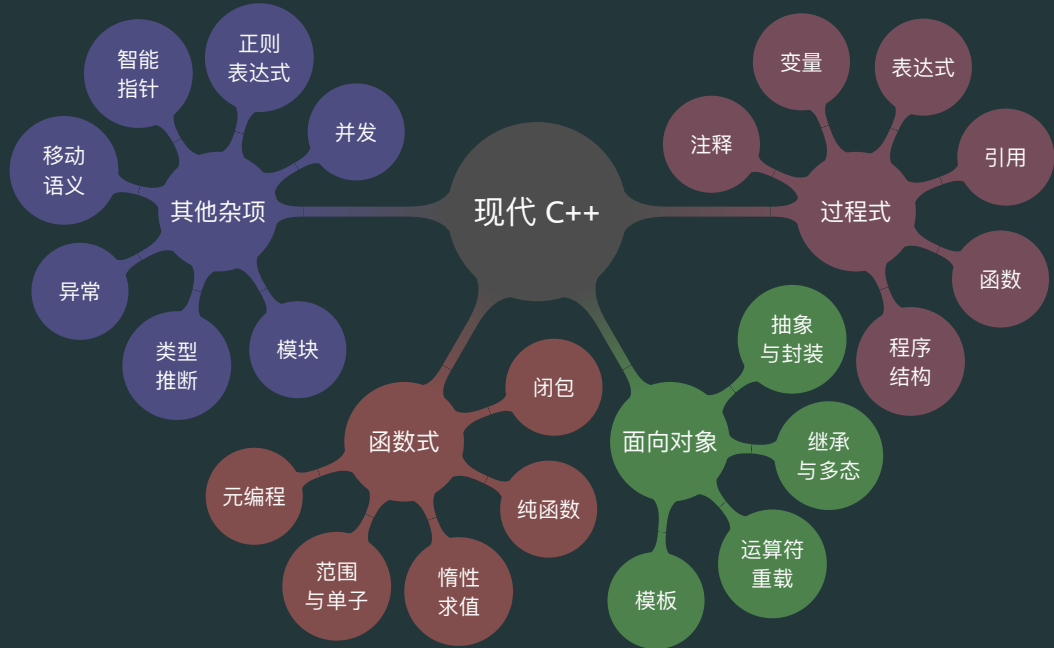 现代 C++
其他杂项
智能
指针
正则
表达式
并发
移动
语义
异常
类型
推断
模块
过程式
注释
变量
表达式
引用
函数
程序
结构
函数式
闭包
纯函数
惰性
求值
范围
与单子
元编程
面向对象
抽象
与封装
继承
与多态
运算符
重载
模板